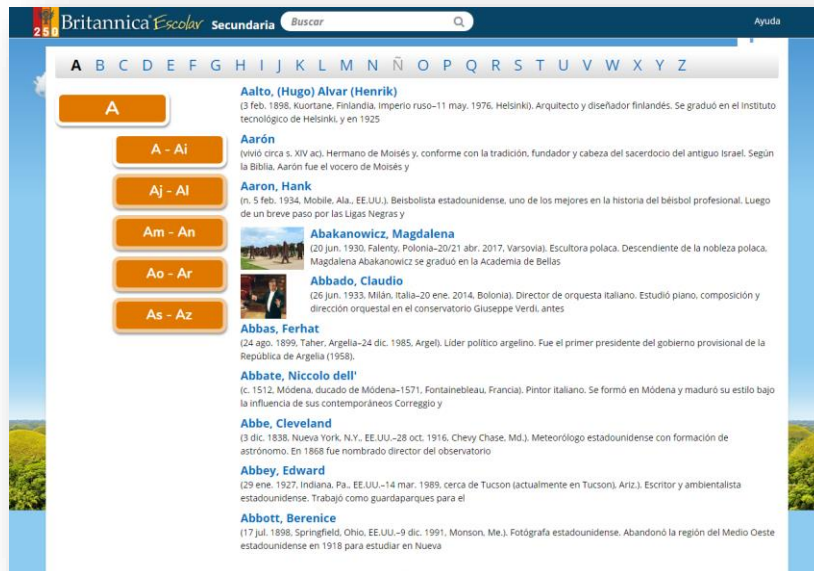 250 Britannica Escolar Secundaria Buscar Ayuda
A B C D E F G H I J K L M N Ñ O P Q R S T U V W X Y Z
A
A - Ai
Aj - Al
Am - An
Ao - Ar
As - Az
Aalto, (Hugo) Alvar (Henrik)
(3 feb. 1898, Kuortane, Finlandia, Imperio ruso–11 may. 1976, Helsinki). Arquitecto y diseñador finlandés. Se graduó en el Instituto
tecnológico de Helsinki, y en 1925
Aarón
(vivió circa s. XIV ac). Hermano de Moisés y, conforme con la tradición, fundador y cabeza del sacerdocio del antiguo Israel. Según
la Biblia, Aarón fue el vocero de Moisés y
Aaron, Hank
(n. 5 feb. 1934, Mobile, Ala., EE.UU.). Beisbolista estadounidense, uno de los mejores en la historia del béisbol profesional. Luego
de un breve paso por las Ligas Negras y
Abakanowicz, Magdalena
(20 jun. 1930, Falenty, Polonia–20/21 abr. 2017, Varsovia). Escultora polaca. Descendiente de la nobleza polaca,
Magdalena Abakanowicz se graduó en la Academia de Bellas
Abbado, Claudio
(26 jun. 1933, Milán, Italia–20 ene. 2014, Bolonia). Director de orquesta italiano. Estudió piano, composición y
dirección orquestal en el conservatorio Giuseppe Verdi, antes
Abbas, Ferhat
(24 ago. 1899, Taher, Argelia–24 dic. 1985, Argel). Líder político argelino. Fue el primer presidente del gobierno provisional de la
República de Argelia (1958),
Abbate, Niccolo dell'
(c. 1512, Módena, ducado de Módena–1571, Fontainebleau, Francia). Pintor italiano. Se formó en Módena y maduró su estilo bajo
la influencia de sus contemporáneos Correggio y
Abbe, Cleveland
(3 dic. 1838, Nueva York, N.Y., EE.UU.–28 oct. 1916, Chevy Chase, Md.). Meteorólogo estadounidense con formación de
astrónomo. En 1868 fue nombrado director del observatorio
Abbey, Edward
(29 ene. 1927, Indiana, Pa., EE.UU.–14 mar. 1989, cerca de Tucson (actualmente en Tucson), Ariz.). Escritor y ambientalista
estadounidense. Trabajó como guardaparques para el
Abbott, Berenice
(17 jul. 1898, Springfield, Ohio, EE.UU.–9 dic. 1991, Monson, Me.). Fotógrafa estadounidense. Abandonó la región del Medio Oeste
estadounidense en 1918 para estudiar en Nueva